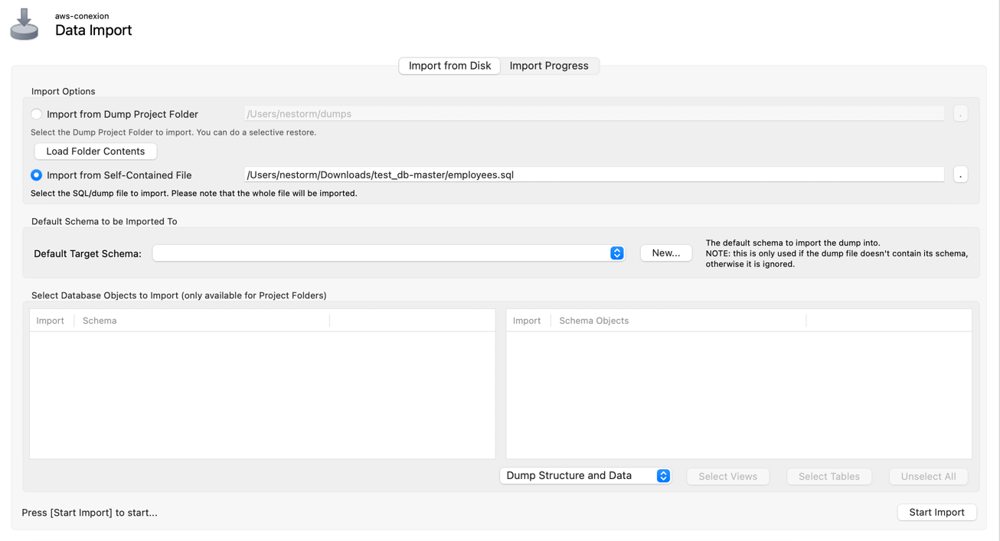 aws-conexion
Data Import
Import from Disk
Import Progress
Import Options
Import from Dump Project Folder
/Users/nestorm/dumps
.
Select the Dump Project Folder to import. You can do a selective restore.
Load Folder Contents
Import from Self-Contained File
/Users/nestorm/Downloads/test_db-master/employees.sql
.
Select the SQL/dump file to import. Please note that the whole file will be imported.
Default Schema to be Imported To
Default Target Schema:
New...
The default schema to import the dump into.
NOTE: this is only used if the dump file doesn't contain its schema,
otherwise it is ignored.
Select Database Objects to Import (only available for Project Folders)
Import
Schema
Import
Schema Objects
Dump Structure and Data
Select Views
Select Tables
Unselect All
Press [Start Import] to start...
Start Import